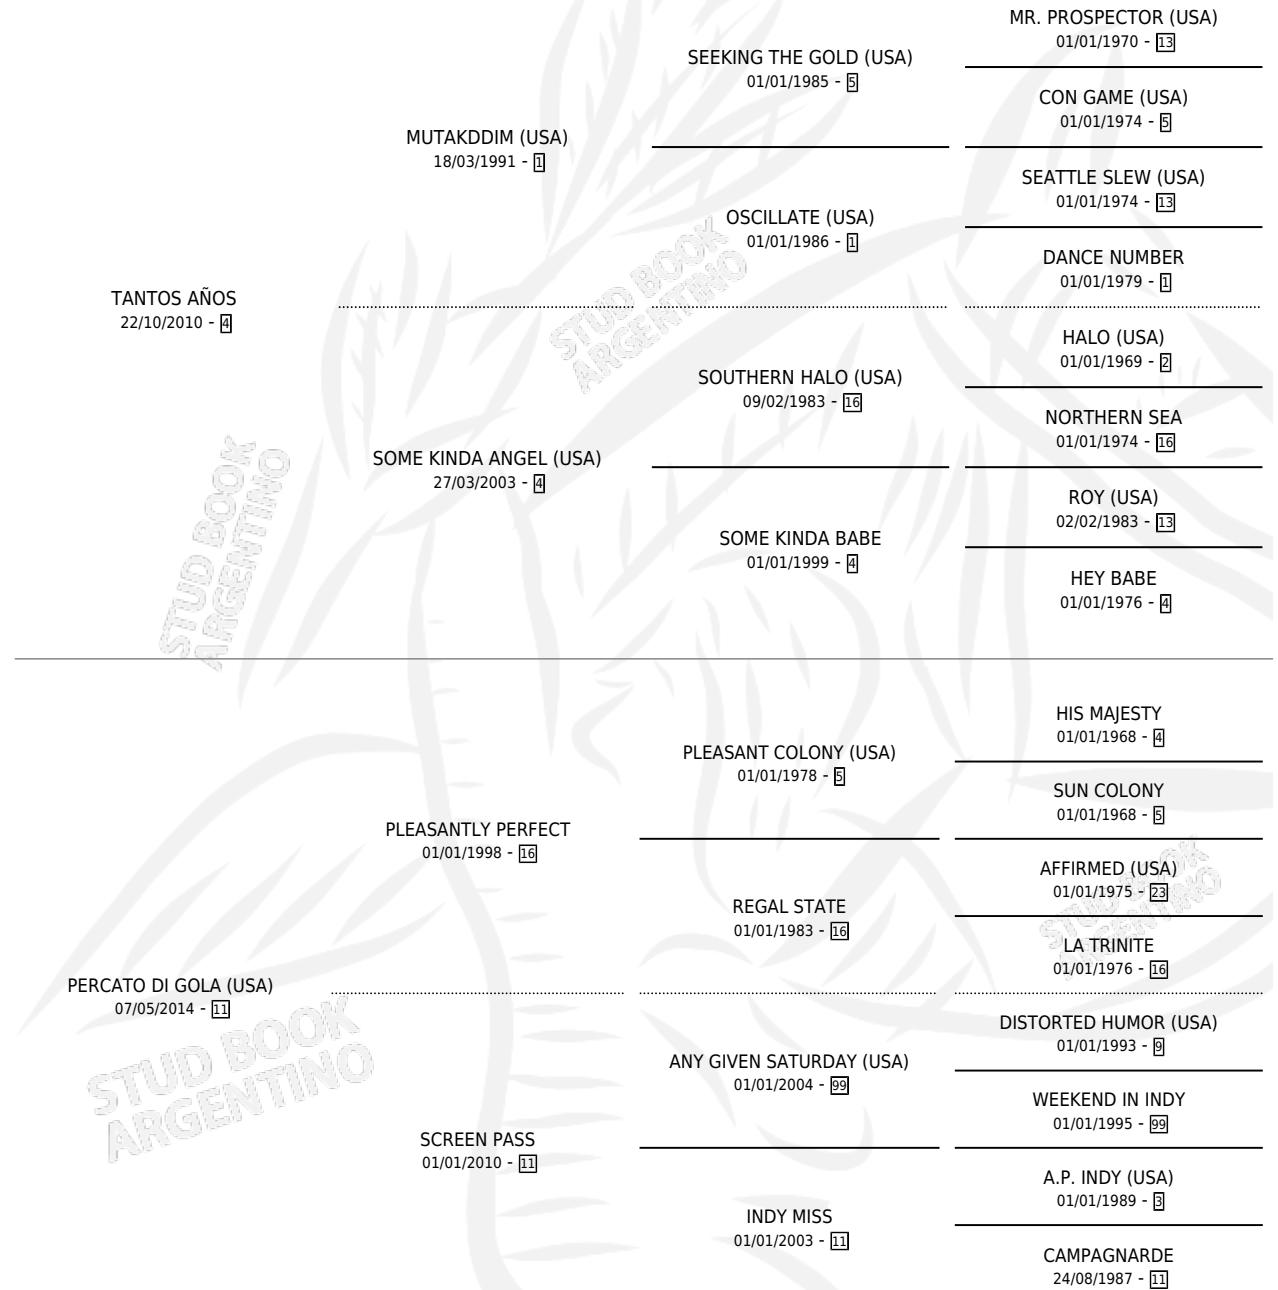 MR. PROSPECTOR (USA)
01/01/1970 - 13
SEEKING THE GOLD (USA)
01/01/1985 - 5
CON GAME (USA)
01/01/1974 - 5
MUTAKDDIM (USA)
18/03/1991 - 1
SEATTLE SLEW (USA)
01/01/1974 - 13
OSCILLATE (USA)
01/01/1986 - 1
DANCE NUMBER
01/01/1979 - 1
TANTOS AÑOS
22/10/2010 - 4
STUD BOOK
ARGENTINO
HALO (USA)
01/01/1969 - 2
SOUTHERN HALO (USA)
09/02/1983 - 16
NORTHERN SEA
01/01/1974 - 16
SOME KINDA ANGEL (USA)
27/03/2003 - 4
ROY (USA)
02/02/1983 - 13
SOME KINDA BABE
01/01/1999 - 4
HEY BABE
01/01/1976 - 4
STUD BOOK
ARGENTINO
HIS MAJESTY
01/01/1968 - 4
PLEASANT COLONY (USA)
01/01/1978 - 5
SUN COLONY
01/01/1968 - 5
PLEASANTLY PERFECT
01/01/1998 - 16
AFFIRMED (USA)
01/01/1975 - 23
REGAL STATE
01/01/1983 - 16
LA TRINITE
01/01/1976 - 16
STUD BOOK
ARGENTINO
PERCATO DI GOLA (USA)
07/05/2014 - 11
DISTORTED HUMOR (USA)
01/01/1993 - 9
ANY GIVEN SATURDAY (USA)
01/01/2004 - 99
WEEKEND IN INDY
01/01/1995 - 99
STUD BOOK
ARGENTINO
SCREEN PASS
01/01/2010 - 11
A.P. INDY (USA)
01/01/1989 - 3
INDY MISS
01/01/2003 - 11
CAMPAGNARDE
24/08/1987 - 11